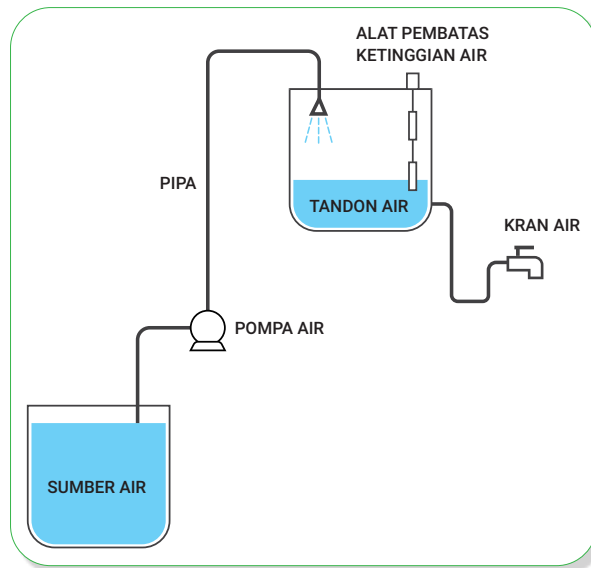 ALAT PEMBATAS
KETINGGIAN AIR
PIPA
TANDON AIR
KRAN AIR
POMPA AIR
SUMBER AIR